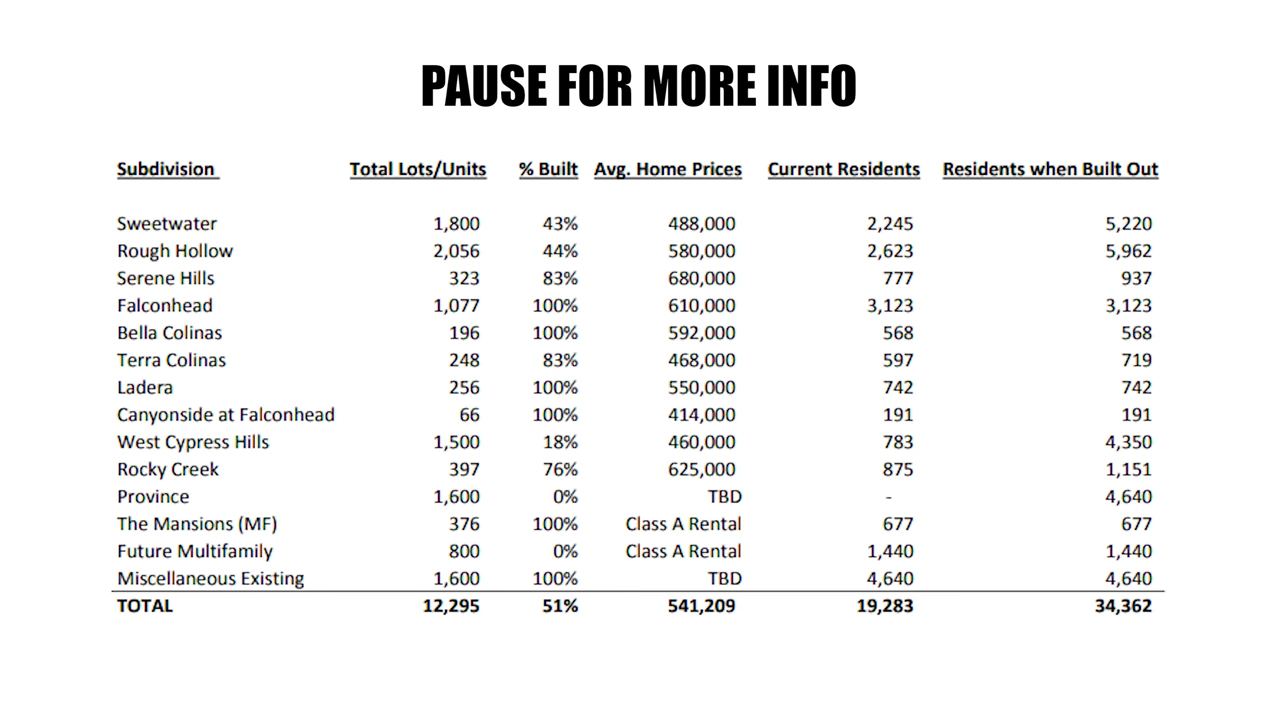 PAUSE FOR MORE INFO
Subdivision Total Lots/Units % Built Avg. Home Prices Current Residents Residents when Built Out
Sweetwater 1,800 43% 488,000 2,245 5,220
Rough Hollow 2,056 44% 580,000 2,623 5,962
Serene Hills 323 83% 680,000 777 937
Falconhead 1,077 100% 610,000 3,123 3,123
Bella Colinas 196 100% 592,000 568 568
Terra Colinas 248 83% 468,000 597 719
Ladera 256 100% 550,000 742 742
Canyonside at Falconhead 66 100% 414,000 191 191
West Cypress Hills 1,500 18% 460,000 783 4,350
Rocky Creek 397 76% 625,000 875 1,151
Province 1,600 0% TBD - 4,640
The Mansions (MF) 376 100% Class A Rental 677 677
Future Multifamily 800 0% Class A Rental 1,440 1,440
Miscellaneous Existing 1,600 100% TBD 4,640 4,640
TOTAL 12,295 51% 541,209 19,283 34,362